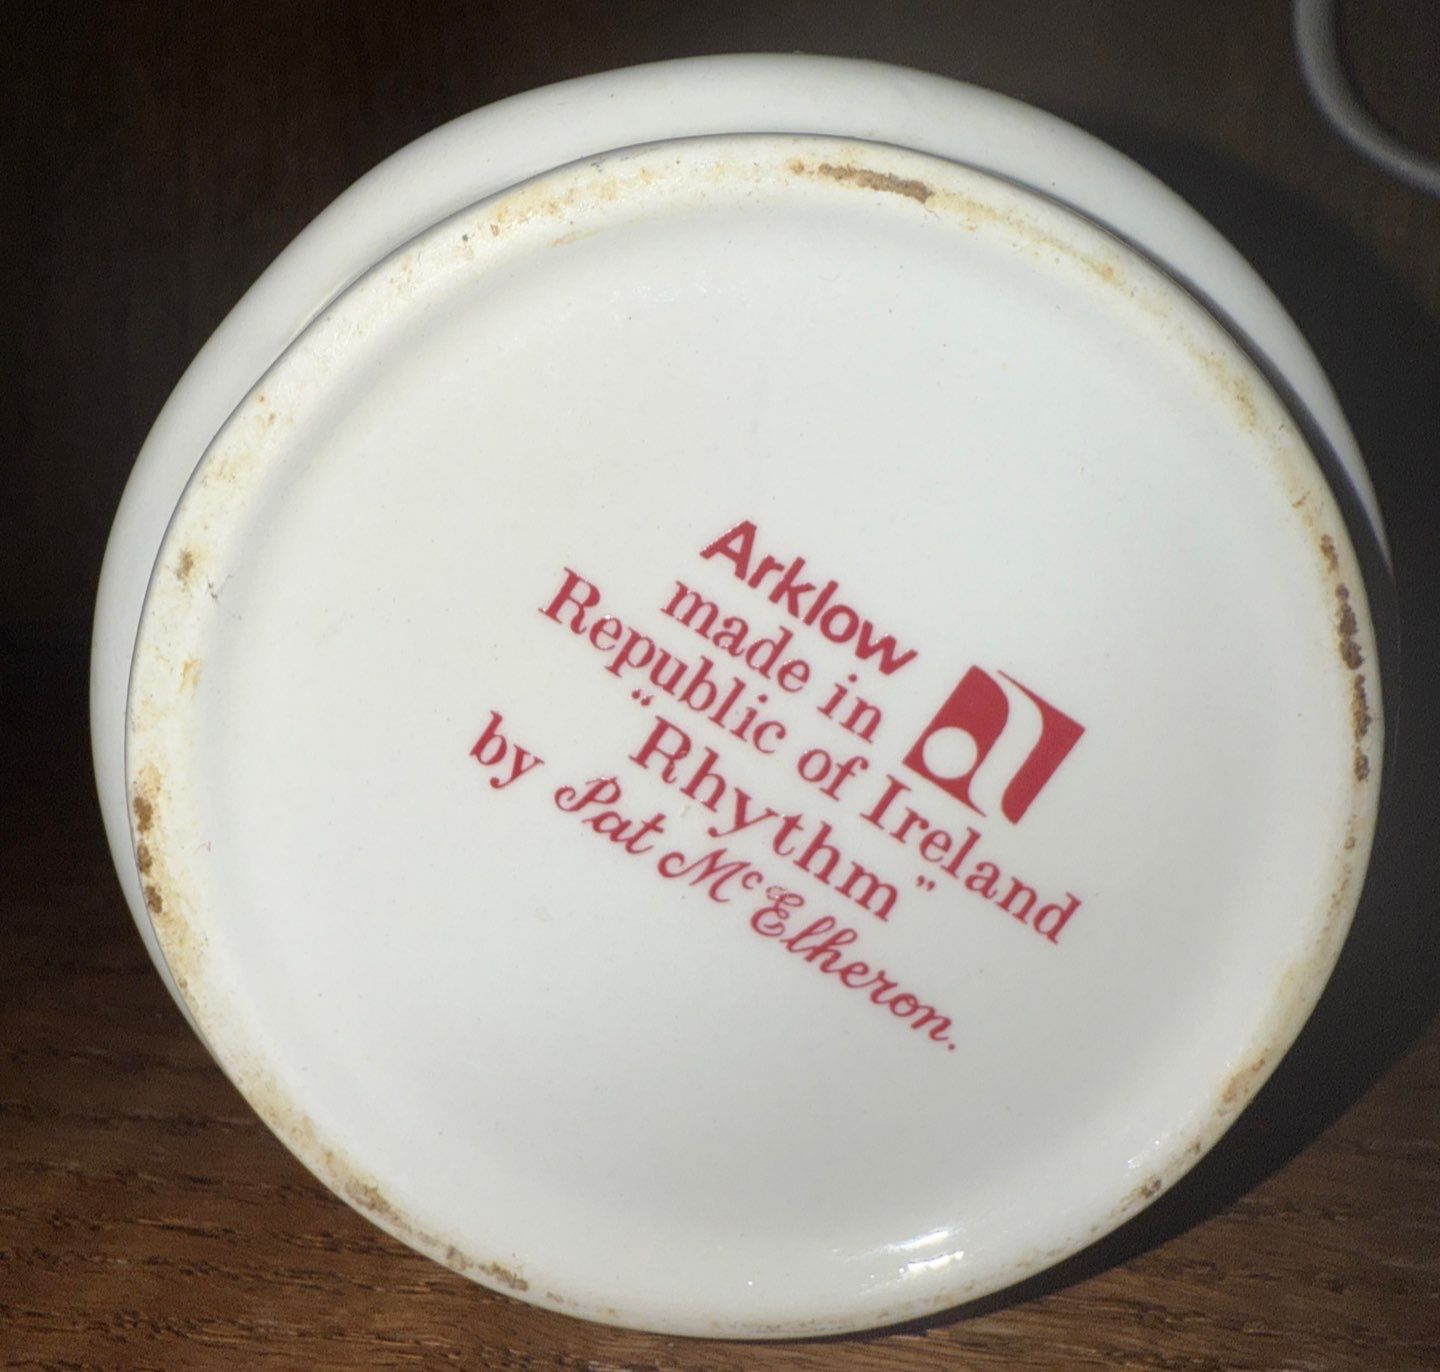 Arklow
made in
Republic of Ireland
"Rhythm"
by Pat McElheron.